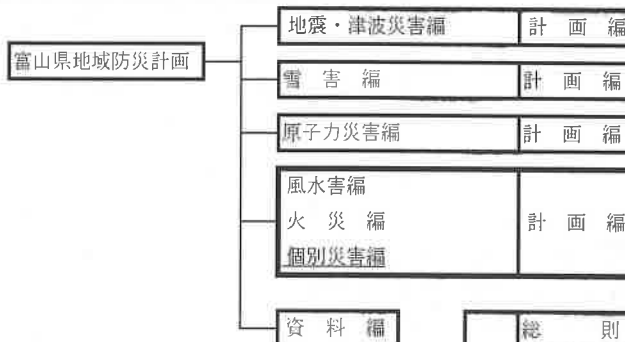 地震・津波災害編 計画編
富山県地域防災計画
雪害編 計画編
原子力災害編 計画編
風水害編
火災編 計画編
個別災害編
資料編 総則